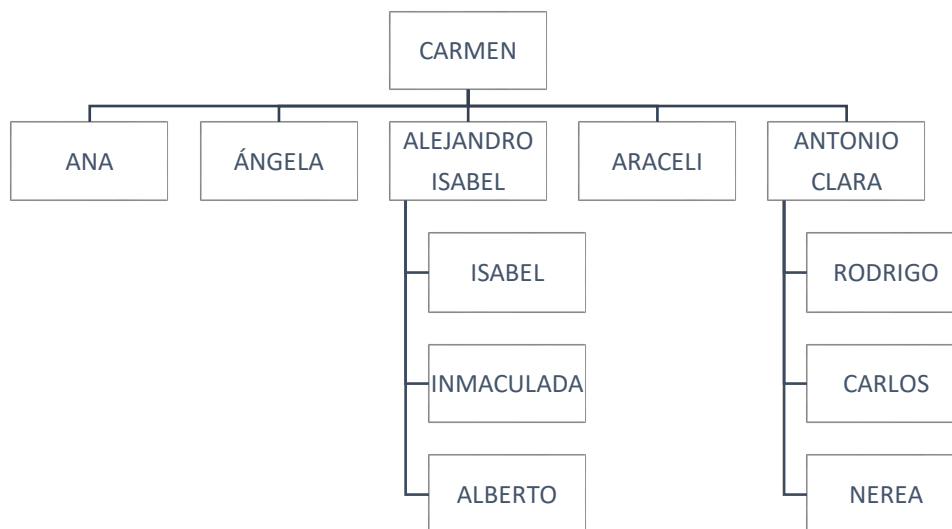 CARMEN
ANA
ÁNGELA
ALEJANDRO
ISABEL
ARACELI
ANTONIO
CLARA
ISABEL
INMACULADA
ALBERTO
RODRIGO
CARLOS
NEREA